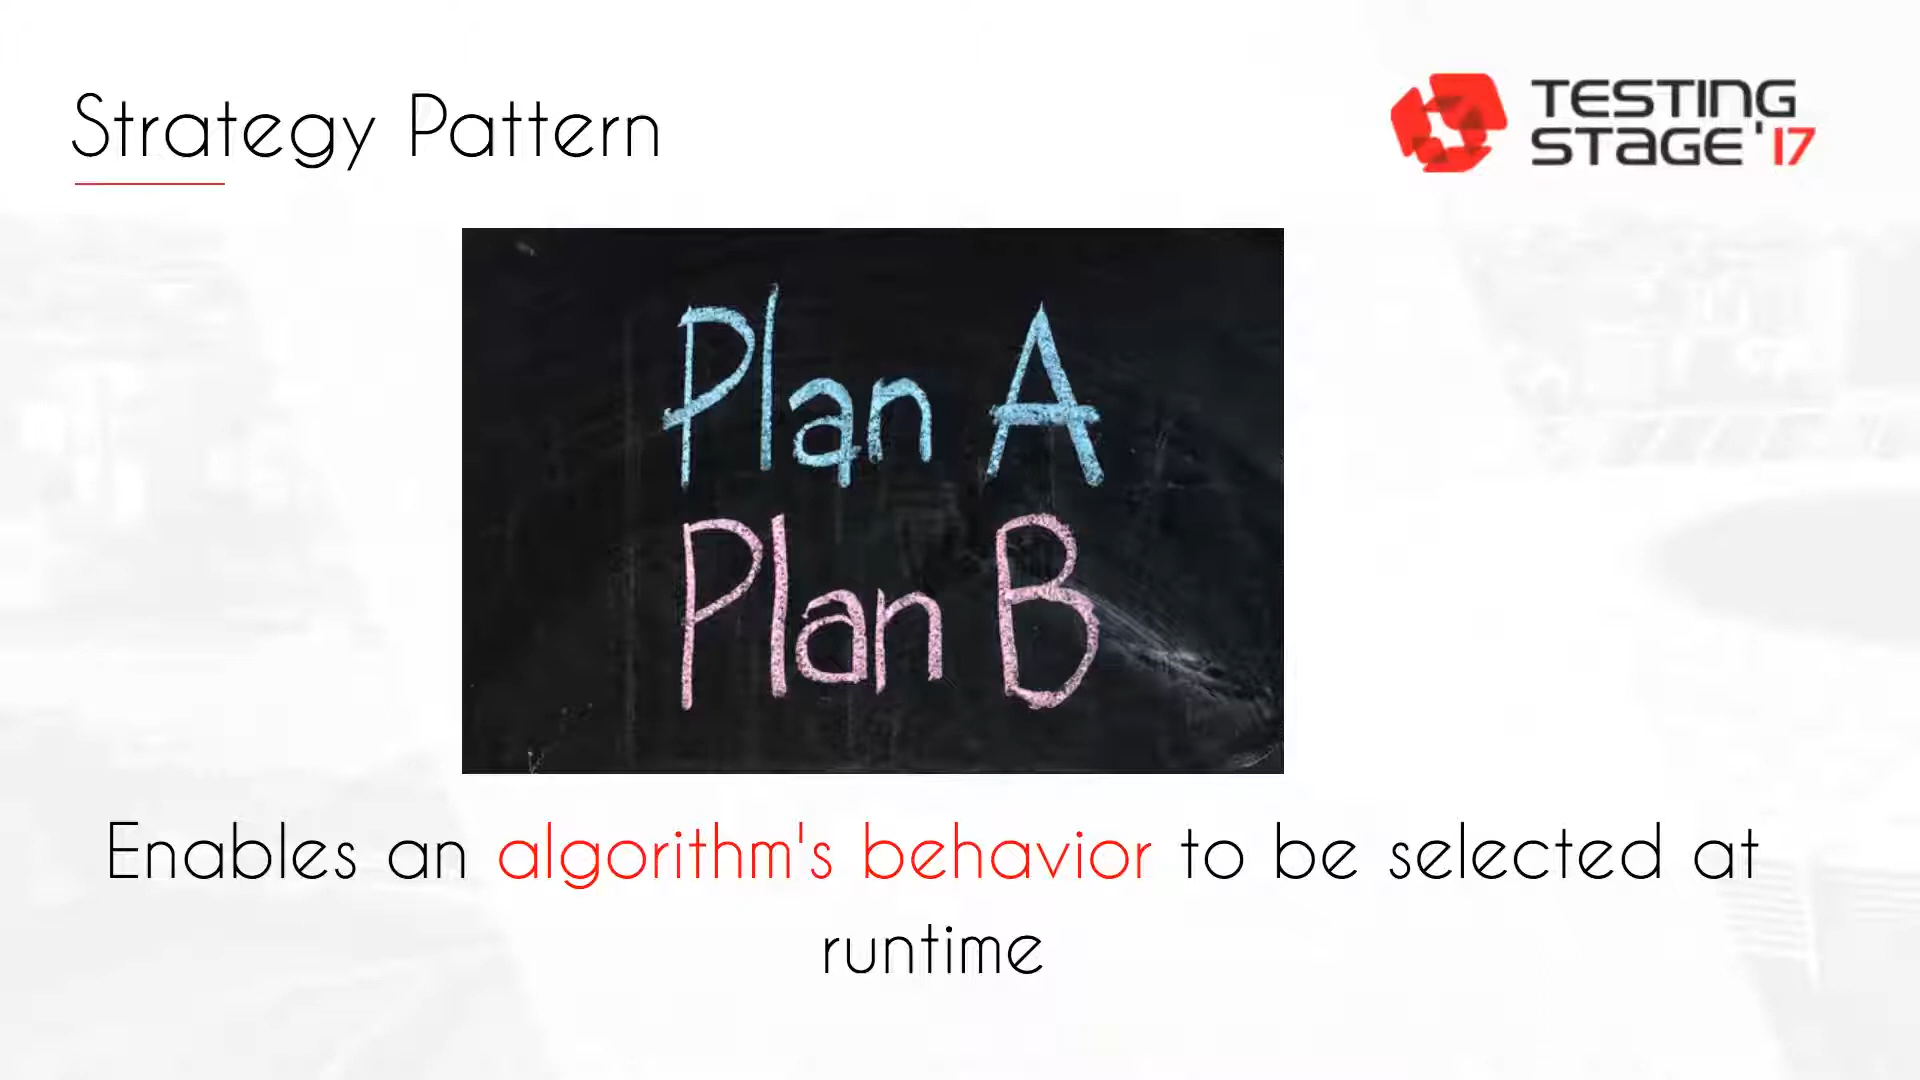 Strategy Pattern
TESTING
STAGE'17
Plan A
Plan B
Enables an algorithm's behavior to be selected at
runtime